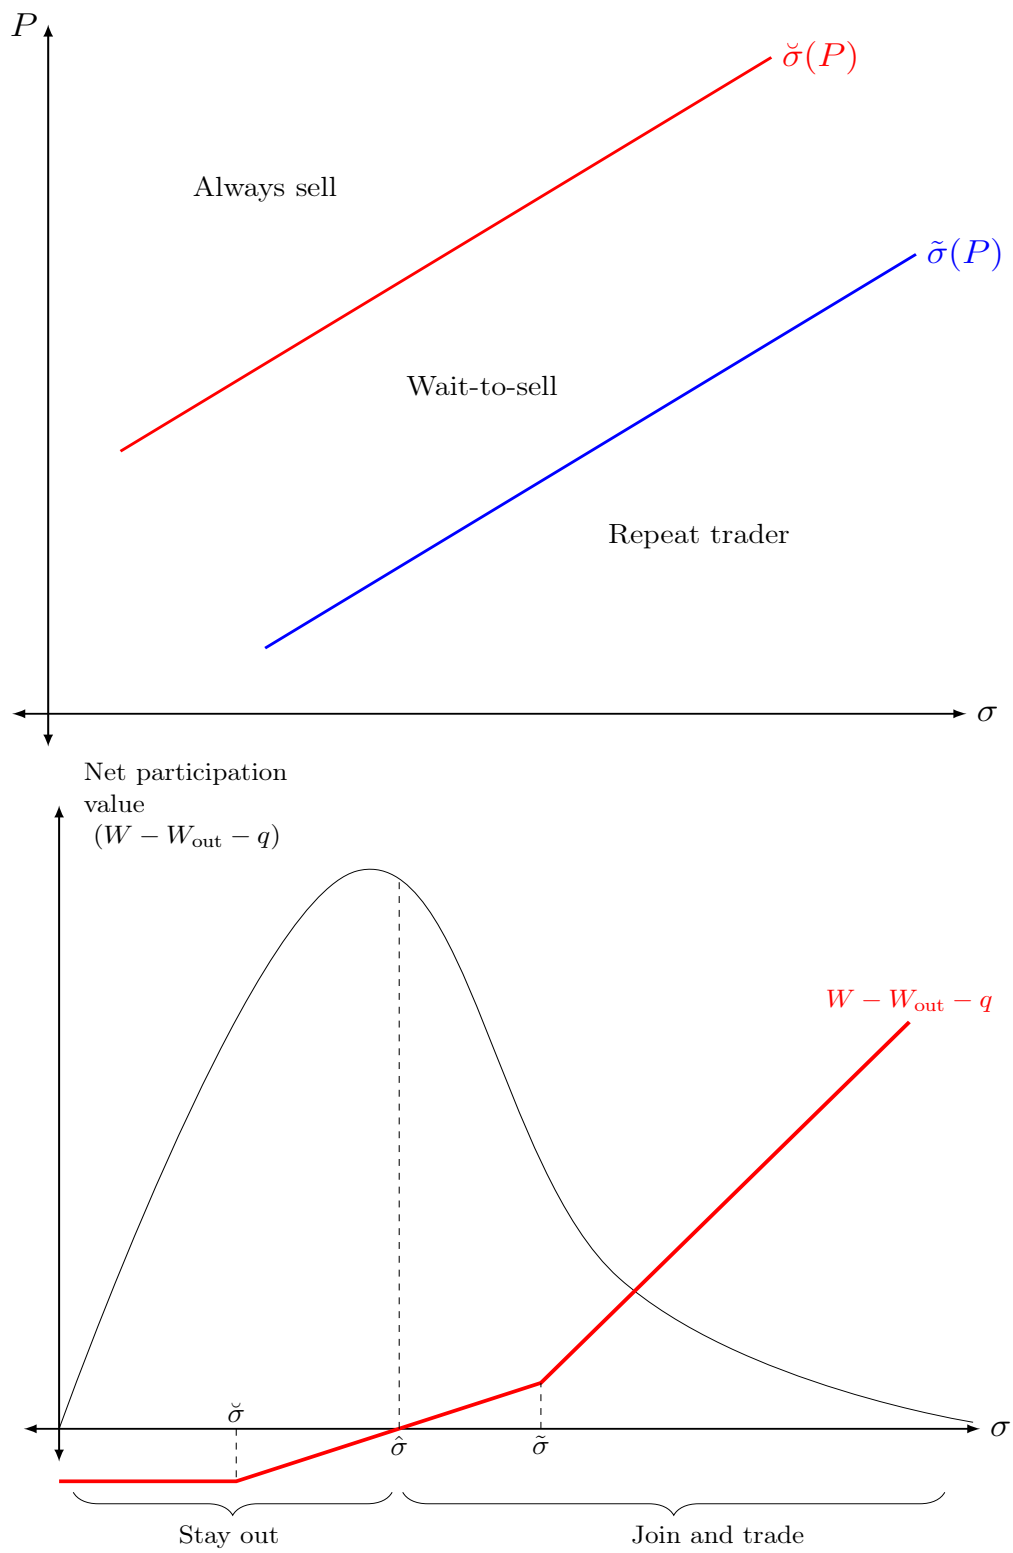 P
σ̆(P)
Always sell
σ̃(P)
Wait-to-sell
Repeat trader
σ
Net participation
value
(W − W_out − q)
W − W_out − q
σ̆
σ
σ̂
σ̃
Stay out
Join and trade